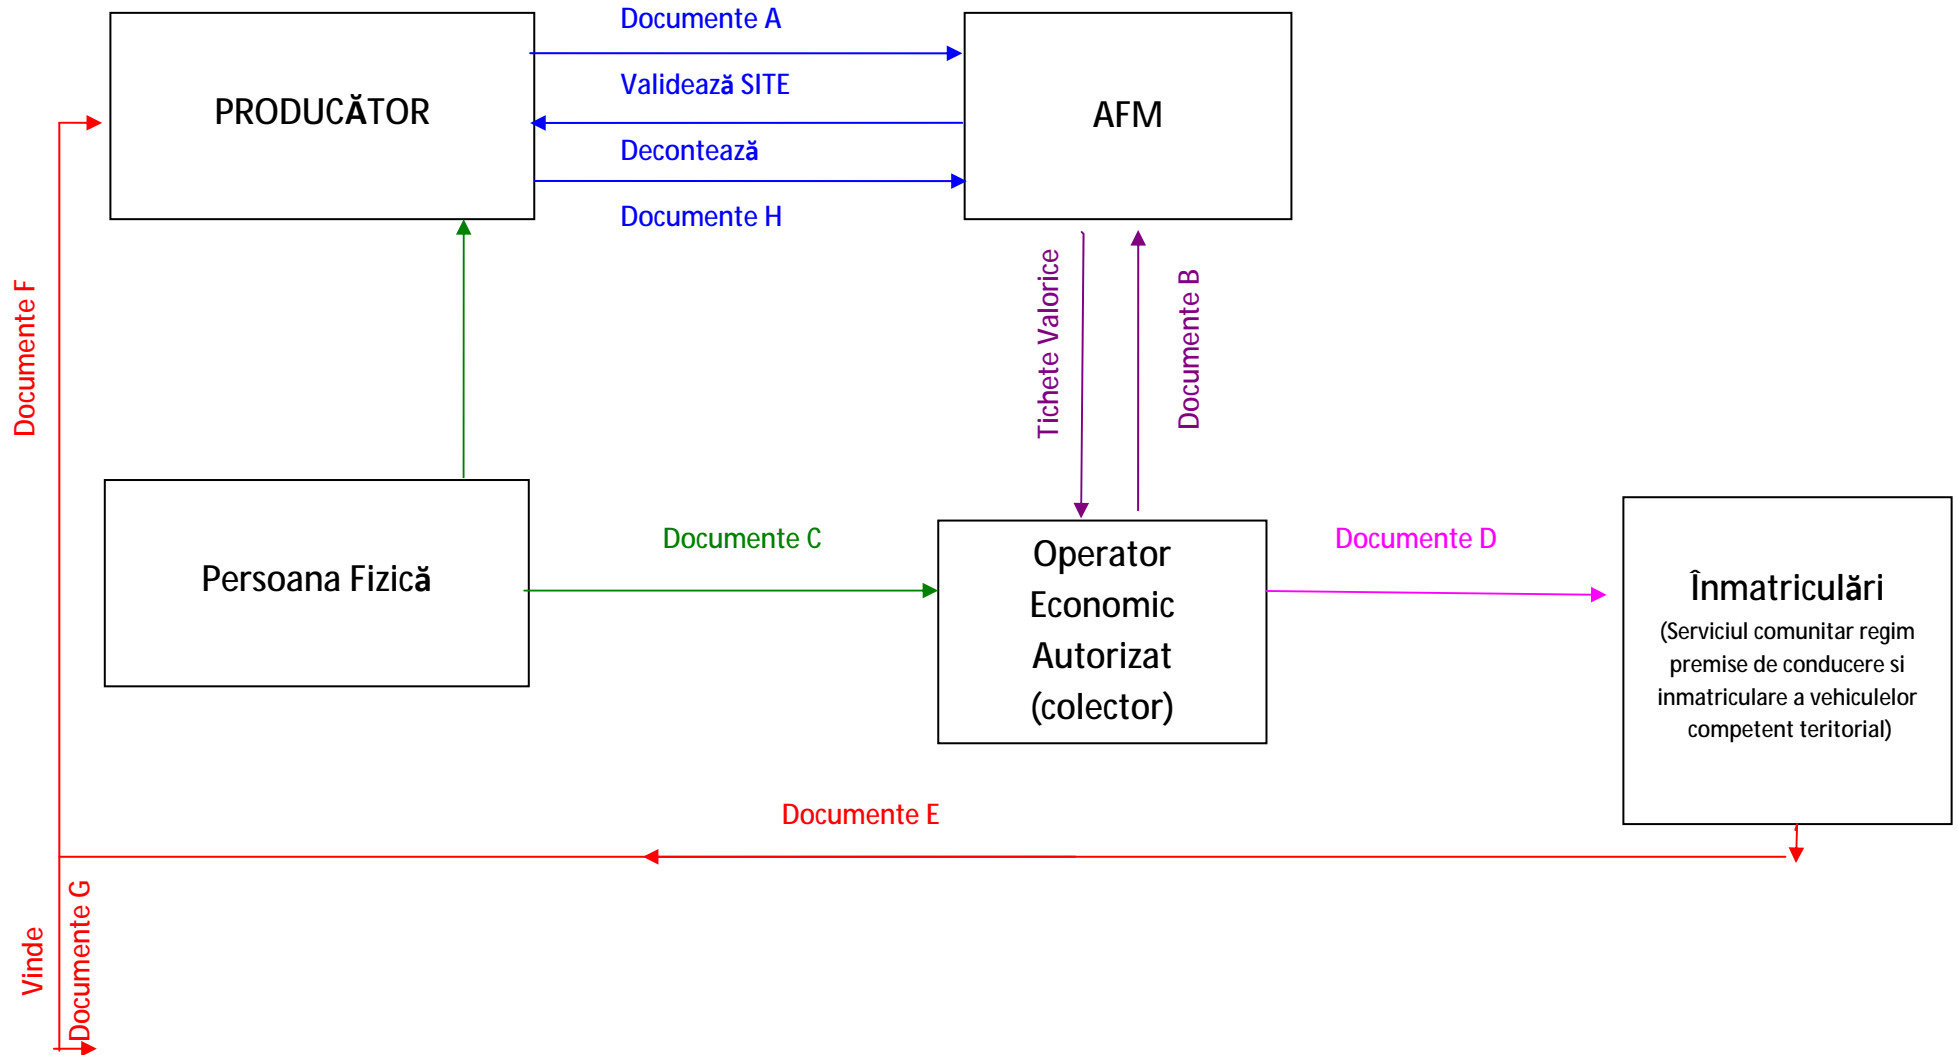 Documente A
PRODUCĂTOR
Validează SITE
AFM
Decontează
Documente H
Documente F
Tichete Valorice
Documente B
Persoana Fizică
Documente C
Operator
Economic
Autorizat
(colector)
Documente D
Înmatriculări
(Serviciul comunitar regim
premise de conducere si
inmatriculare a vehiculelor
competent teritorial)
Documente E
Vinde
Documente G